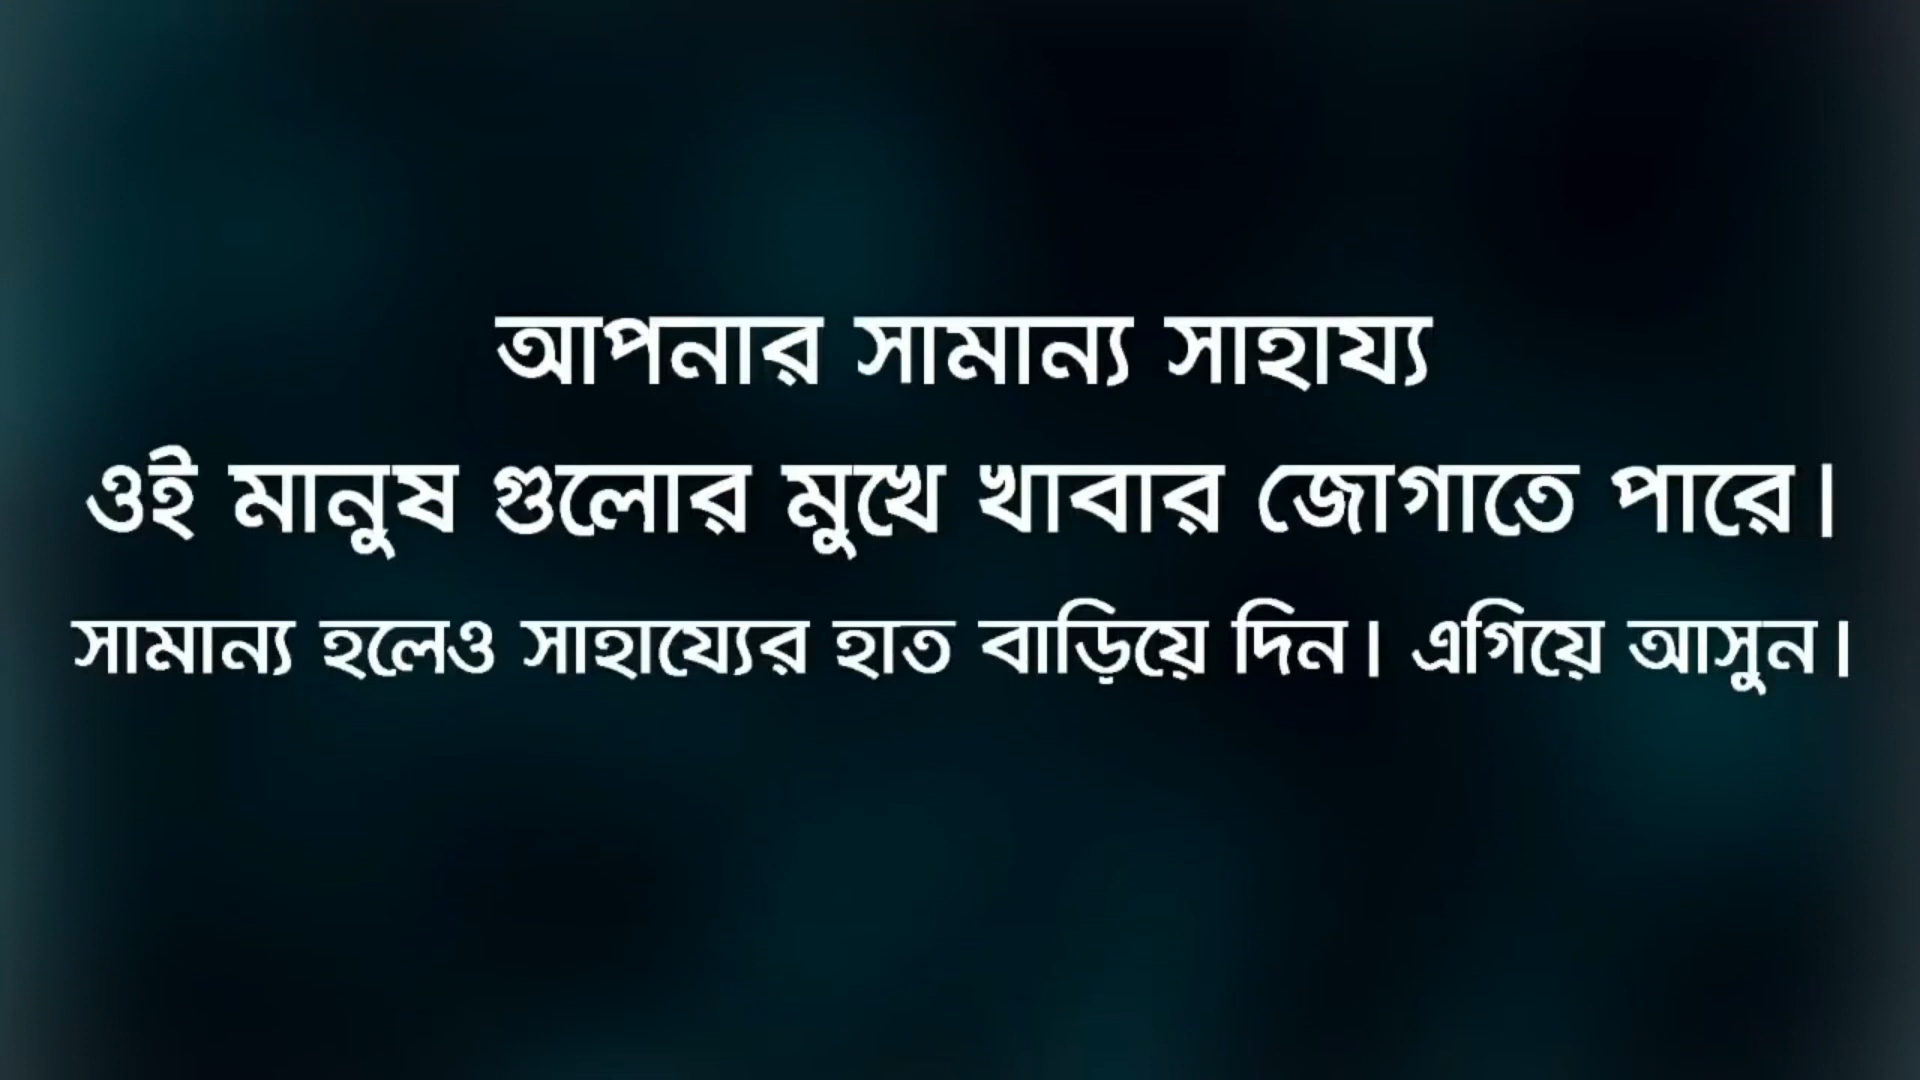 আপনার সামান্য সাহায্য
ওই মানুষ গুলোর মুখে খাবার জোগাতে পারে।
সামান্য হলেও সাহায্যের হাত বাড়িয়ে দিন। এগিয়ে আসুন।